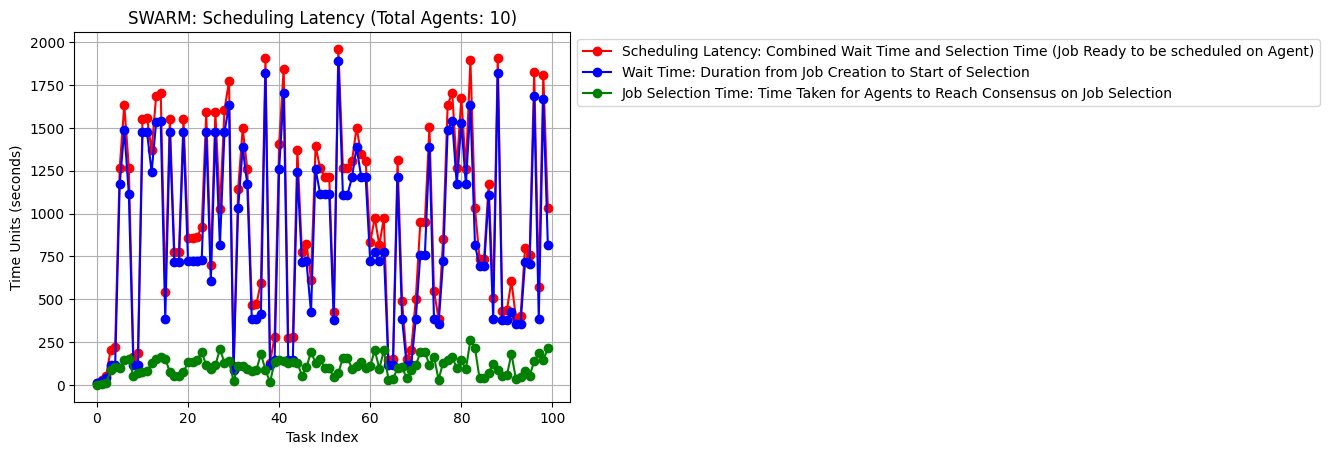 SWARM: Scheduling Latency (Total Agents: 10)
Scheduling Latency: Combined Wait Time and Selection Time (Job Ready to be scheduled on Agent)
Wait Time: Duration from Job Creation to Start of Selection
Job Selection Time: Time Taken for Agents to Reach Consensus on Job Selection
Time Units (seconds)
2000
1750
1500
1250
1000
750
500
250
0
0 20 40 60 80 100
Task Index